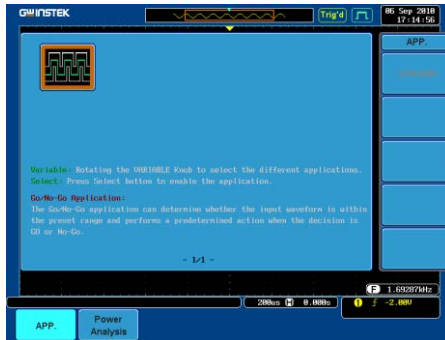 GWINSTEK
Trig'd
06 Sep 2010
17:14:56
APP.
Variable: Rotating the VARIABLE Knob to select the different applications.
Select: Press Select button to enable the application.
Go/No-Go Application:
The Go/No-Go application can determine whether the input waveform is within
the preset range and performs a predetermined action when the decision is
GO or No-Go.
- 1/1 -
F 1.69287kHz
200us H 0.000s 1 f -2.00V
APP. Power
Analysis